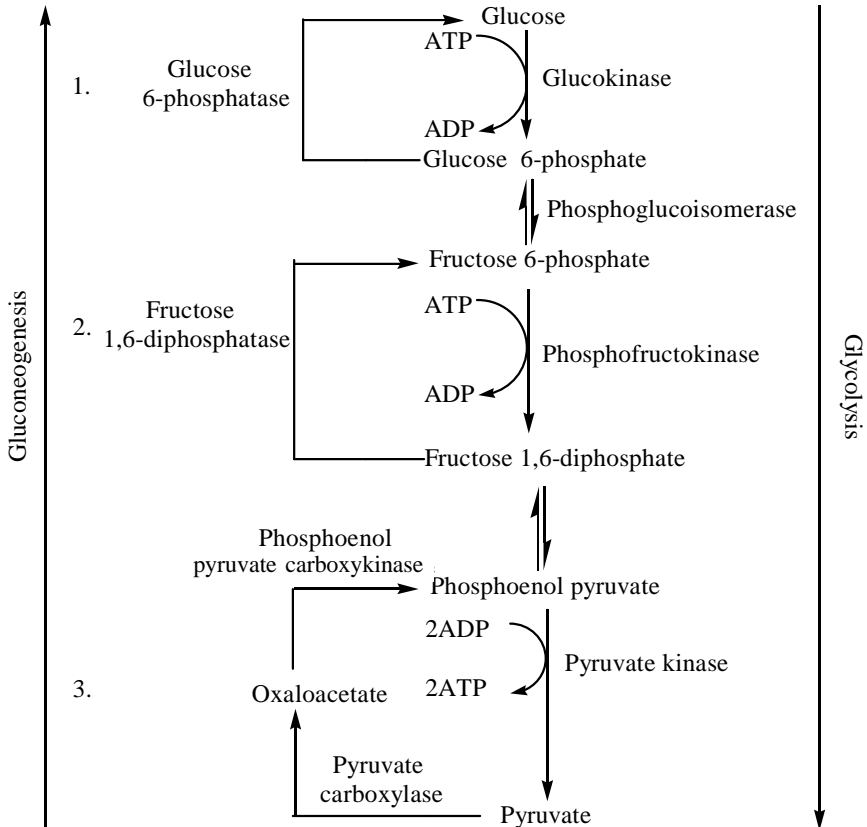 Glucose
ATP
1.
Glucose
6-phosphatase
Glucokinase
ADP
Glucose 6-phosphate
Phosphoglucoisomerase
Fructose 6-phosphate
2.
Fructose
1,6-diphosphatase
ATP
Phosphofructokinase
ADP
Fructose 1,6-diphosphate
Gluconeogenesis
Glycolysis
Phosphoenol
pyruvate carboxykinase
Phosphoenol pyruvate
2ADP
Pyruvate kinase
3.
Oxaloacetate
2ATP
Pyruvate
carboxylase
Pyruvate